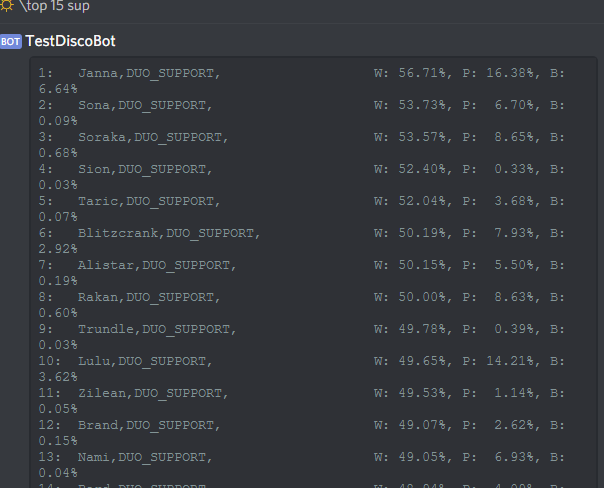 \top 15 sup
BOT TestDiscoBot
1: Janna,DUO_SUPPORT, W: 56.71%, P: 16.38%, B:
6.64%
2: Sona,DUO_SUPPORT, W: 53.73%, P: 6.70%, B:
0.09%
3: Soraka,DUO_SUPPORT, W: 53.57%, P: 8.65%, B:
0.68%
4: Sion,DUO_SUPPORT, W: 52.40%, P: 0.33%, B:
0.03%
5: Taric,DUO_SUPPORT, W: 52.04%, P: 3.68%, B:
0.07%
6: Blitzcrank,DUO_SUPPORT, W: 50.19%, P: 7.93%, B:
2.92%
7: Alistar,DUO_SUPPORT, W: 50.15%, P: 5.50%, B:
0.19%
8: Rakan,DUO_SUPPORT, W: 50.00%, P: 8.63%, B:
0.60%
9: Trundle,DUO_SUPPORT, W: 49.78%, P: 0.39%, B:
0.03%
10: Lulu,DUO_SUPPORT, W: 49.65%, P: 14.21%, B:
3.62%
11: Zilean,DUO_SUPPORT, W: 49.53%, P: 1.14%, B:
0.05%
12: Brand,DUO_SUPPORT, W: 49.07%, P: 2.62%, B:
0.15%
13: Nami,DUO_SUPPORT, W: 49.05%, P: 6.93%, B:
0.04%